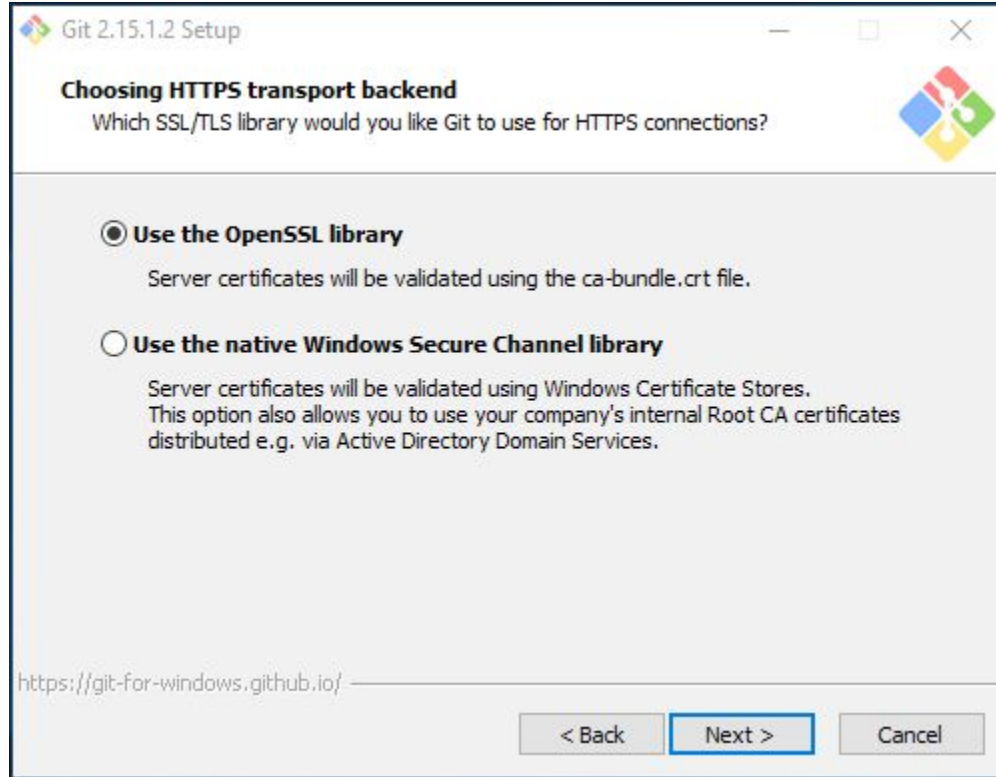 Git 2.15.1.2 Setup
Choosing HTTPS transport backend
Which SSL/TLS library would you like Git to use for HTTPS connections?
Use the OpenSSL library
Server certificates will be validated using the ca-bundle.crt file.
Use the native Windows Secure Channel library
Server certificates will be validated using Windows Certificate Stores.
This option also allows you to use your company's internal Root CA certificates
distributed e.g. via Active Directory Domain Services.
https://git-for-windows.github.io/
< Back Next > Cancel